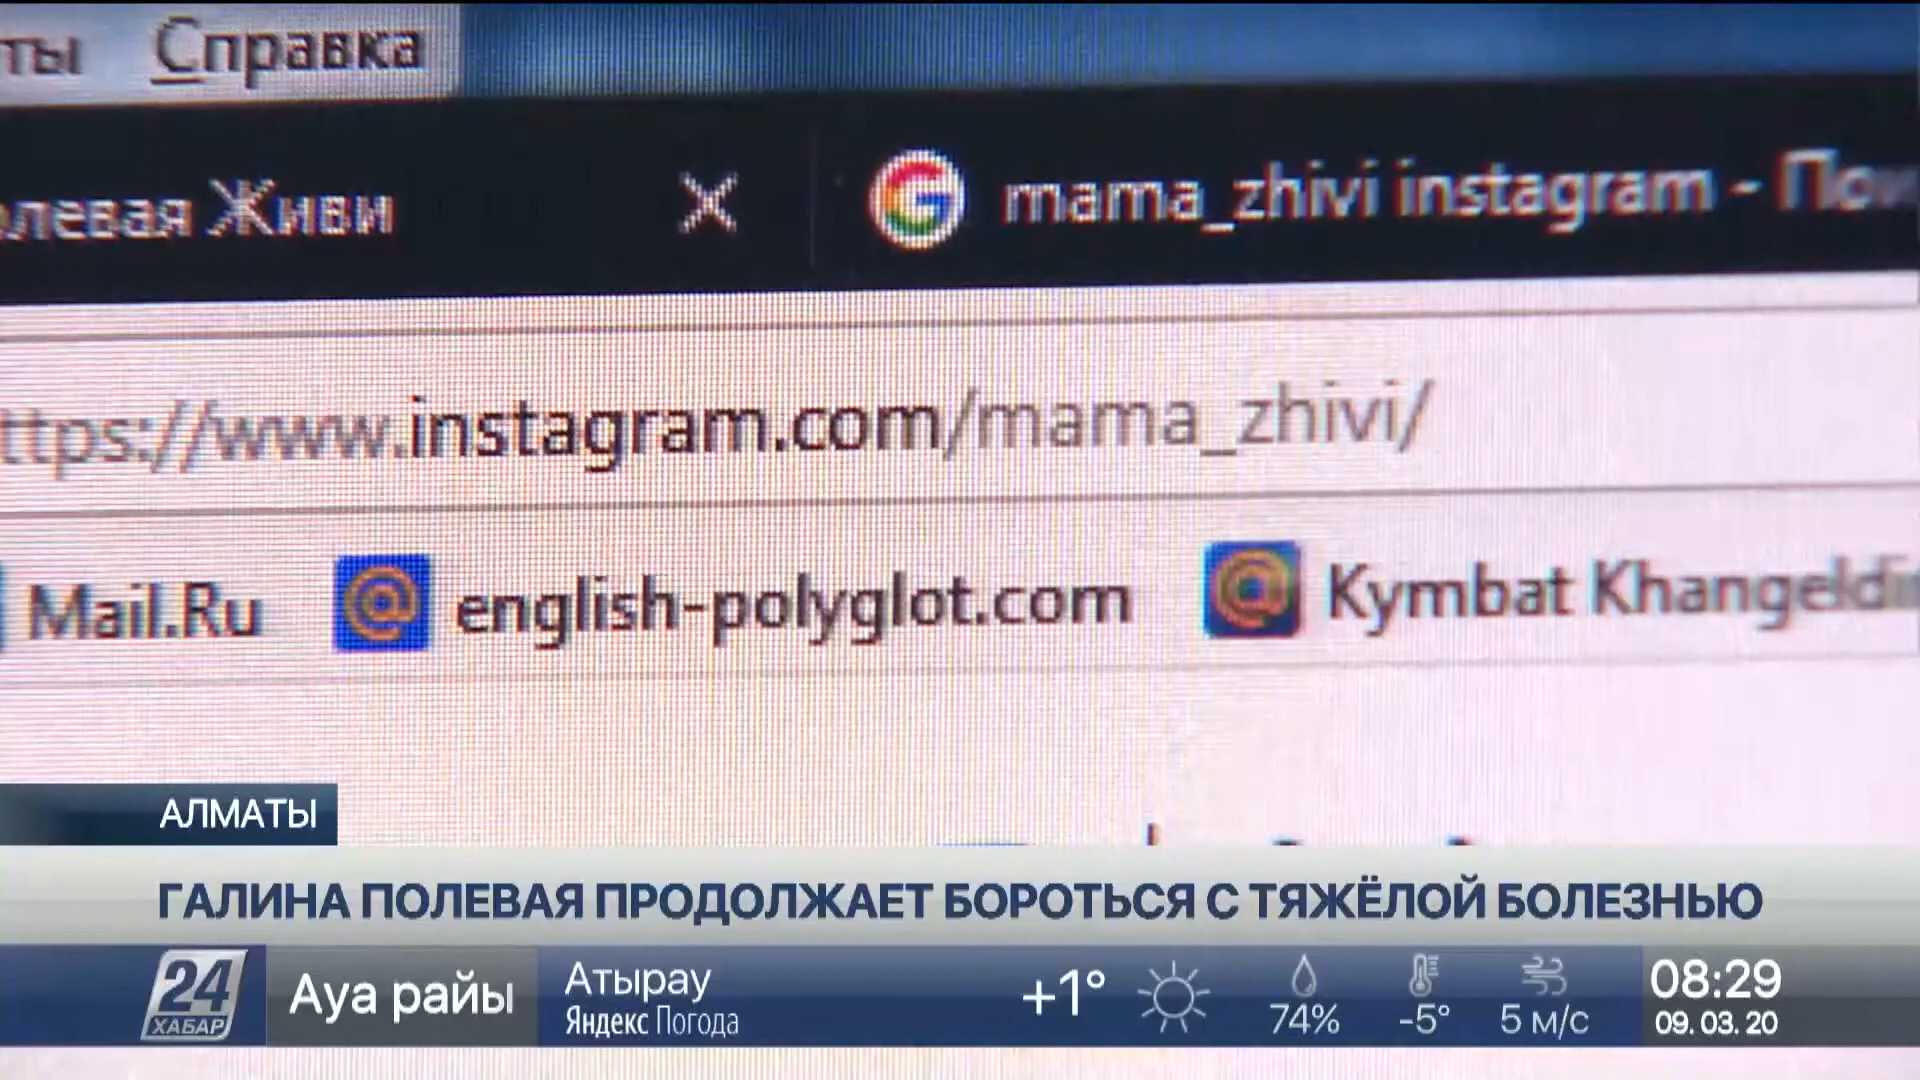 Справка
Живи
mama_zhivi instagram -
ttps://www.instagram.com/mama_zhivi/
Mail.Ru
english-polyglot.com
Kymbat
АЛМАТЫ
ГАЛИНА ПОЛЕВАЯ ПРОДОЛЖАЕТ БОРОТЬСЯ С ТЯЖЁЛОЙ БОЛЕЗНЬЮ
24 ХАБАР
Ауа райы
Атырау
Яндекс Погода
+1°
74%
-5°
5 м/с
08:29
09. 03. 20